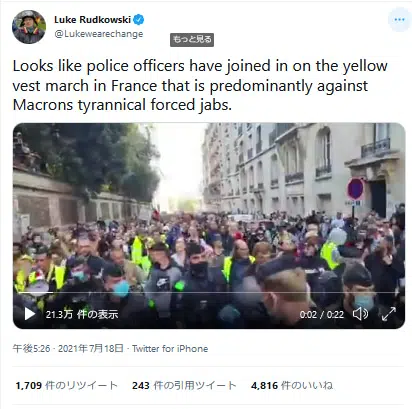 Luke Rudkowski
@Lukewearechange
もっと見る
Looks like police officers have joined in on the yellow
vest march in France that is predominantly against
Macrons tyrannical forced jabs.
21.3万 件の表示
0:02 / 0:22
午後5:26 · 2021年7月18日 · Twitter for iPhone
1,709 件のリツイート 243 件の引用ツイート 4,816 件のいいね